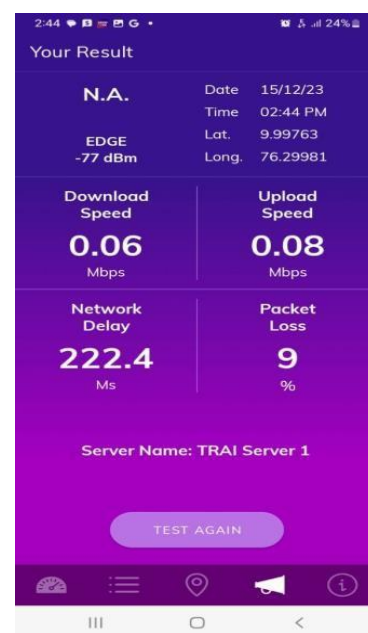 2:44 G • 24%
Your Result
N.A.
EDGE
-77 dBm
Date 15/12/23
Time 02:44 PM
Lat. 9.99763
Long. 76.29981
Download
Speed
0.06
Mbps
Upload
Speed
0.08
Mbps
Network
Delay
222.4
Ms
Packet
Loss
9
%
Server Name: TRAI Server 1
TEST AGAIN